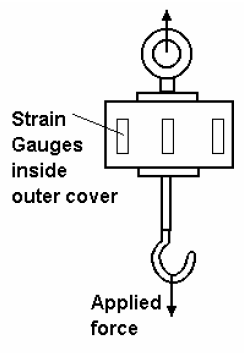 Strain
Gauges
inside
outer cover
Applied
force